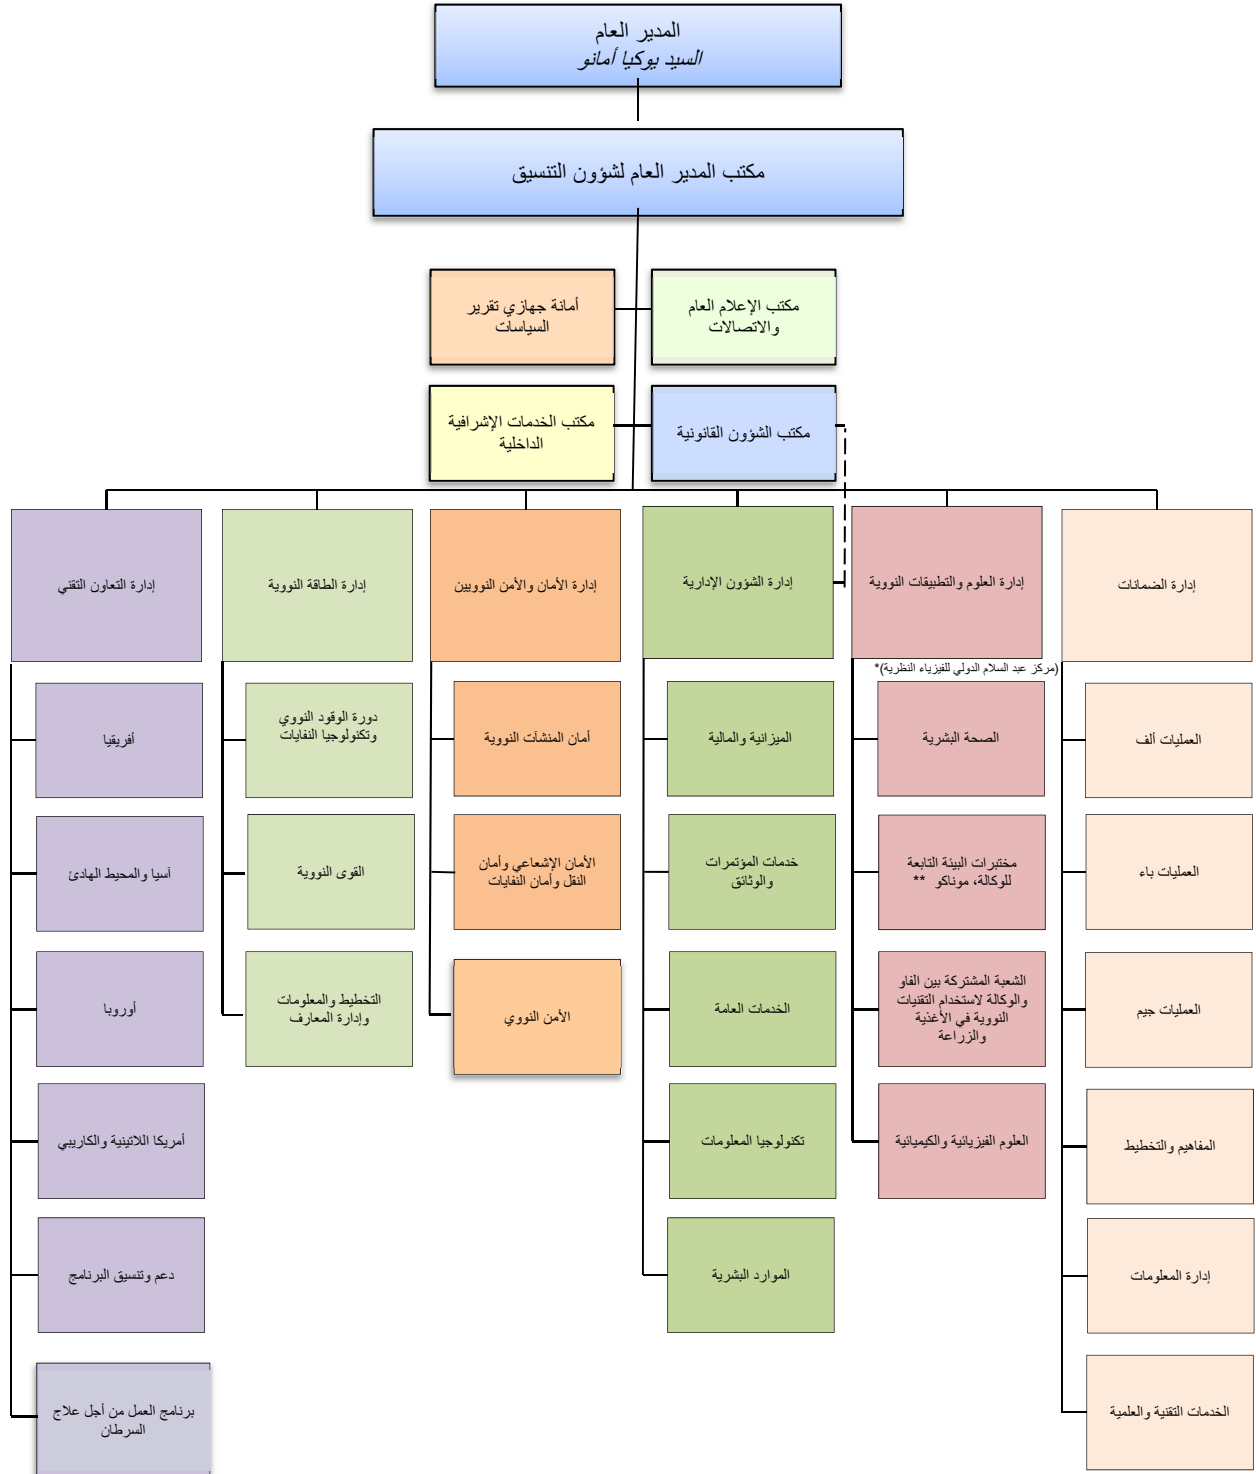 المدير العام
السيد يوكيا أمانو
مكتب المدير العام لشؤون التنسيق
مكتب الإعلام العام
والاتصالات
أمانة جهازي تقرير
السياسات
مكتب الشؤون القانونية
مكتب الخدمات الإشرافية
الداخلية
إدارة الضمانات
إدارة العلوم والتطبيقات النووية
إدارة الشؤون الإدارية
إدارة الأمان والأمن النوويين
إدارة الطاقة النووية
إدارة التعاون التقني
(مركز عبد السلام الدولي للفيزياء النظرية)*
العمليات ألف
العمليات باء
العمليات جيم
المفاهيم والتخطيط
إدارة المعلومات
الخدمات التقنية والعلمية
الصحة البشرية
مختبرات البيئة التابعة
للوكالة، موناكو **
الشعبة المشتركة بين الفاو
والوكالة لاستخدام التقنيات
النووية في الأغذية
والزراعة
العلوم الفيزيائية والكيميائية
الميزانية والمالية
خدمات المؤتمرات
والوثائق
الخدمات العامة
تكنولوجيا المعلومات
الموارد البشرية
أمان المنشآت النووية
الأمان الإشعاعي وأمان
النقل وأمان النفايات
الأمن النووي
دورة الوقود النووي
وتكنولوجيا النفايات
القوى النووية
التخطيط والمعلومات
وإدارة المعارف
أفريقيا
آسيا والمحيط الهادئ
أوروبا
أمريكا اللاتينية والكاريبي
دعم وتنسيق البرنامج
برنامج العمل من أجل علاج
السرطان